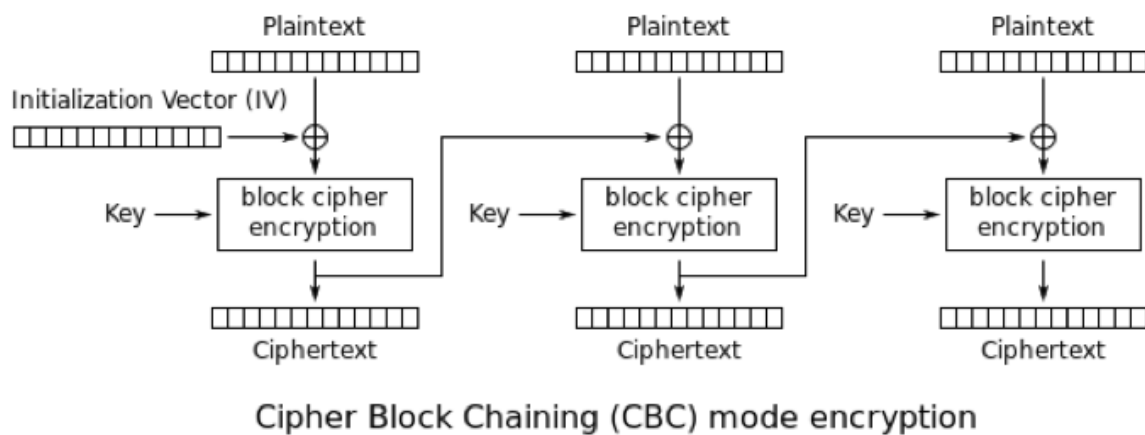 Plaintext
Plaintext
Plaintext
Initialization Vector (IV)
Key
block cipher
encryption
Key
block cipher
encryption
Key
block cipher
encryption
Ciphertext
Ciphertext
Ciphertext
Cipher Block Chaining (CBC) mode encryption